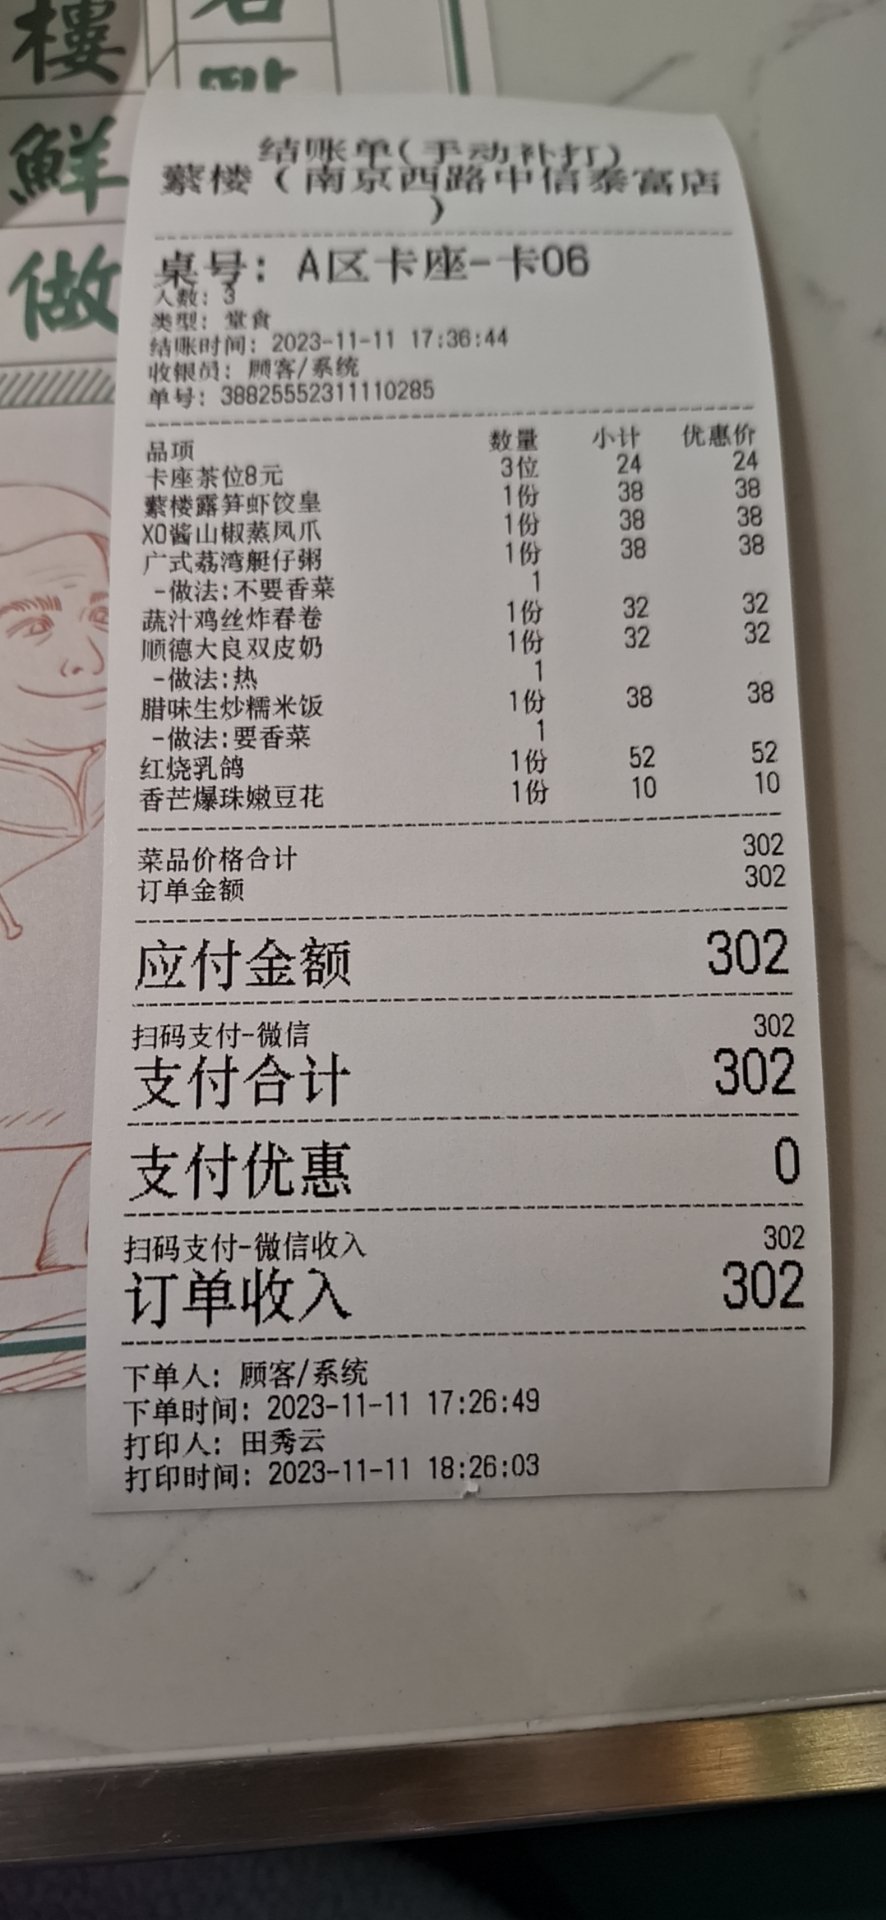 樓
鮮
做
结账单(手动补打)
蘩楼(南京西路中信泰富店
)
桌号: A区卡座-卡06
人数: 3
类型: 堂食
结账时间: 2023-11-11 17:36:44
收银员: 顾客/系统
单号: 38825552311110285
品项 数量 小计 优惠价
卡座茶位8元 3位 24 24
蘩楼露笋虾饺皇 1份 38 38
XO酱山椒蒸凤爪 1份 38 38
广式荔湾艇仔粥 1份 38 38
-做法:不要香菜 1
蔬汁鸡丝炸春卷 1份 32 32
顺德大良双皮奶 1份 32 32
-做法:热 1
腊味生炒糯米饭 1份 38 38
-做法:要香菜 1
红烧乳鸽 1份 52 52
香芒爆珠嫩豆花 1份 10 10
菜品价格合计 302
订单金额 302
应付金额 302
扫码支付-微信 302
支付合计 302
支付优惠 0
扫码支付-微信收入 302
订单收入 302
下单人: 顾客/系统
下单时间: 2023-11-11 17:26:49
打印人: 田秀云
打印时间: 2023-11-11 18:26:03